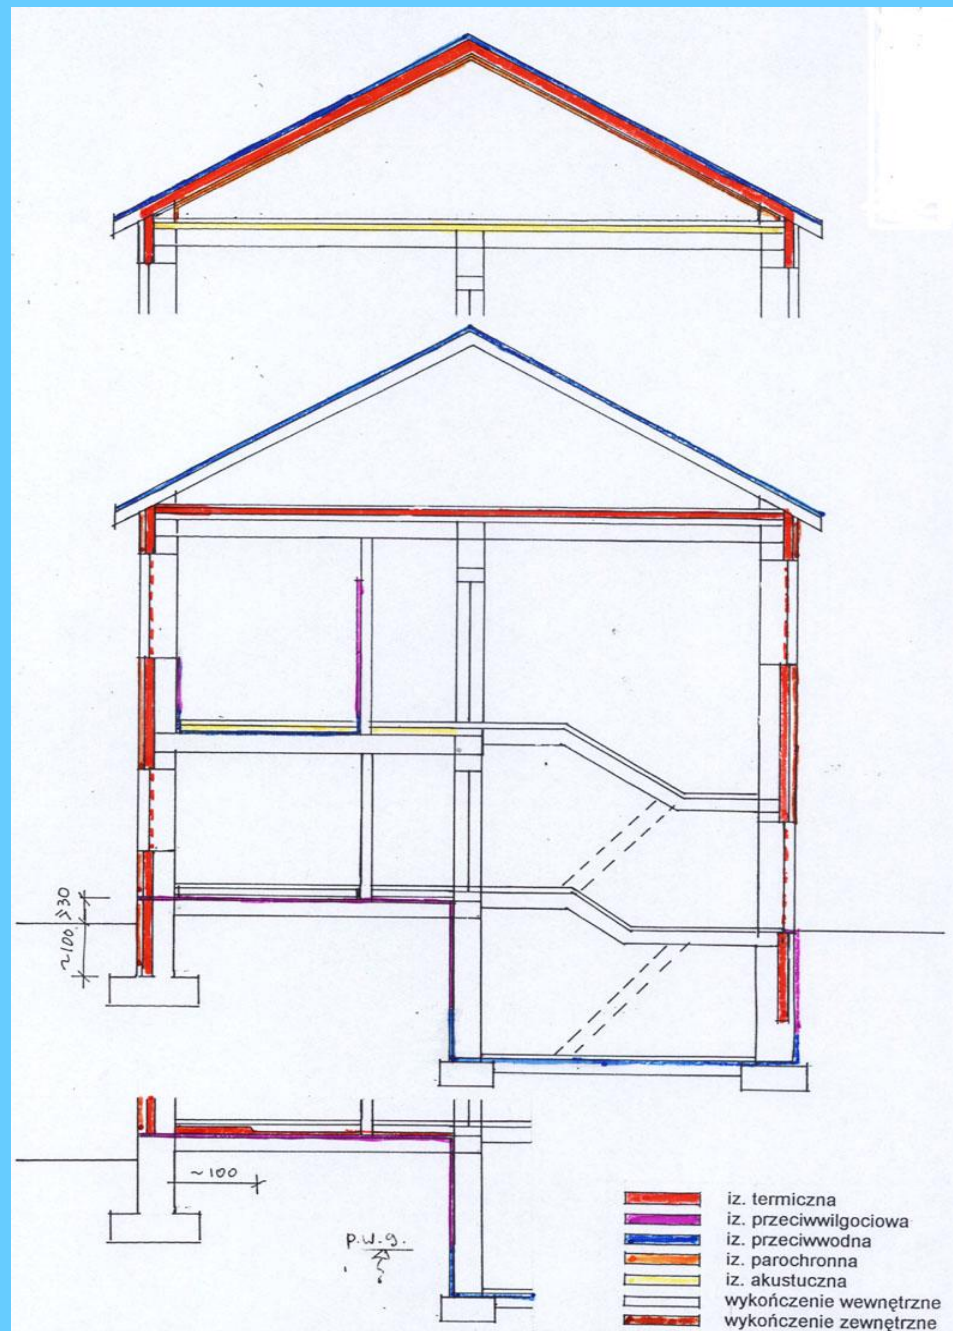 ≥30
~100
~100
p.w.g.
iz. termiczna
iz. przeciwwilgociowa
iz. przeciwwodna
iz. parochronna
iz. akustuczna
wykończenie wewnętrzne
wykończenie zewnętrzne